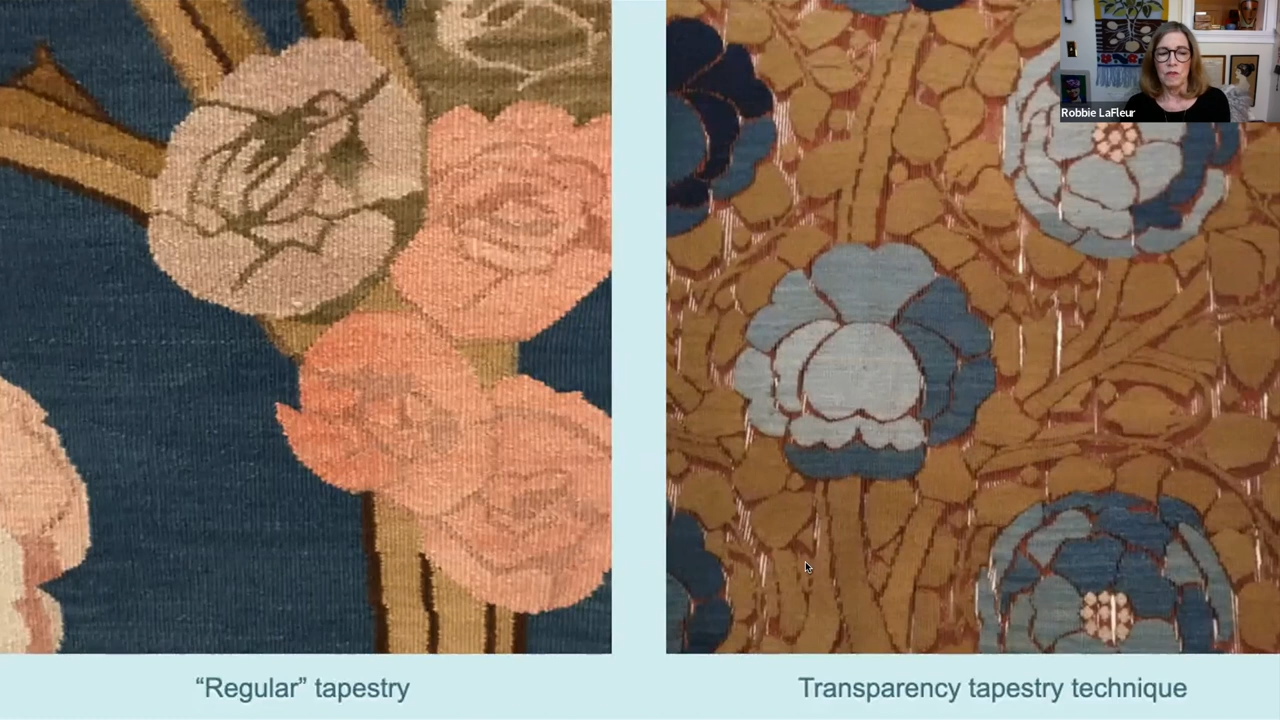 Robbie LaFleur
“Regular” tapestry
Transparency tapestry technique